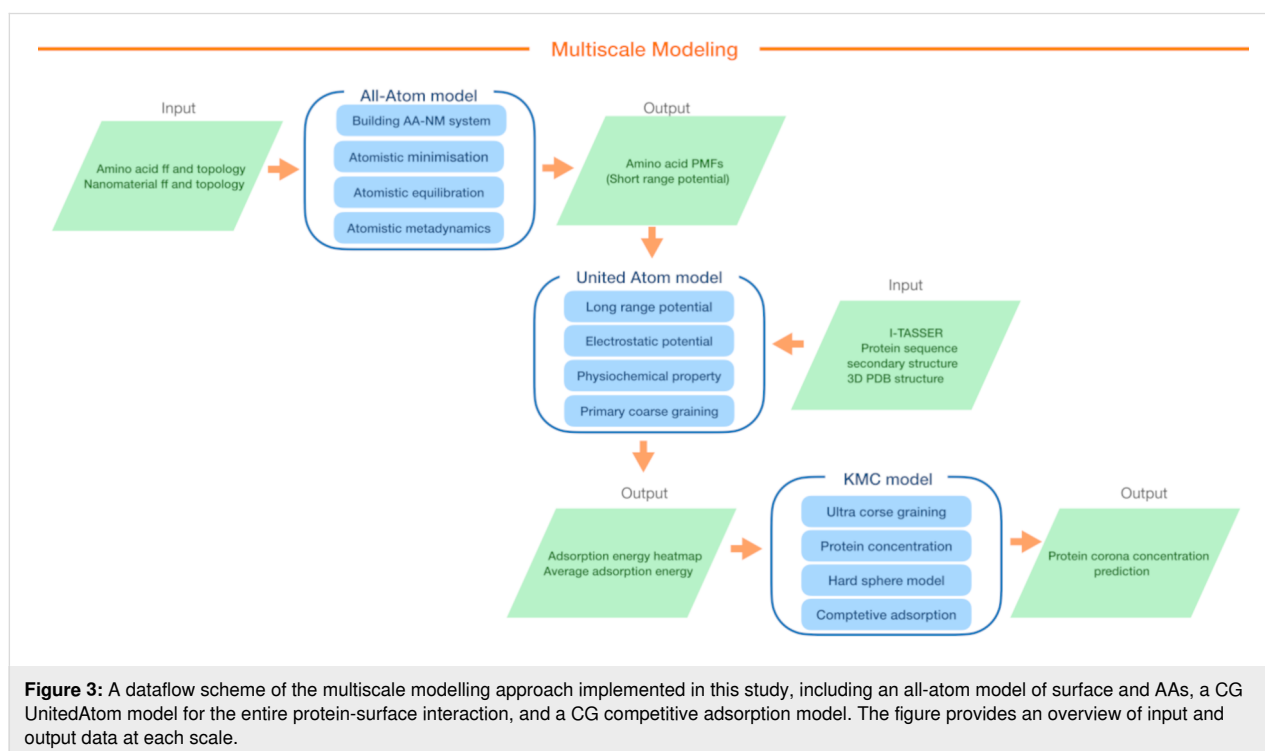 Multiscale Modeling
Input
All-Atom model
Building AA-NM system
Atomistic minimisation
Atomistic equilibration
Atomistic metadynamics
Amino acid ff and topology
Nanomaterial ff and topology
Output
Amino acid PMFs
(Short range potential)
United Atom model
Long range potential
Electrostatic potential
Physiochemical property
Primary coarse graining
Input
I-TASSER
Protein sequence
secondary structure
3D PDB structure
Output
Adsorption energy heatmap
Average adsorption energy
KMC model
Ultra corse graining
Protein concentration
Hard sphere model
Comptetive adsorption
Output
Protein corona concentration
prediction
Figure 3: A dataflow scheme of the multiscale modelling approach implemented in this study, including an all-atom model of surface and AAs, a CG
UnitedAtom model for the entire protein-surface interaction, and a CG competitive adsorption model. The figure provides an overview of input and
output data at each scale.